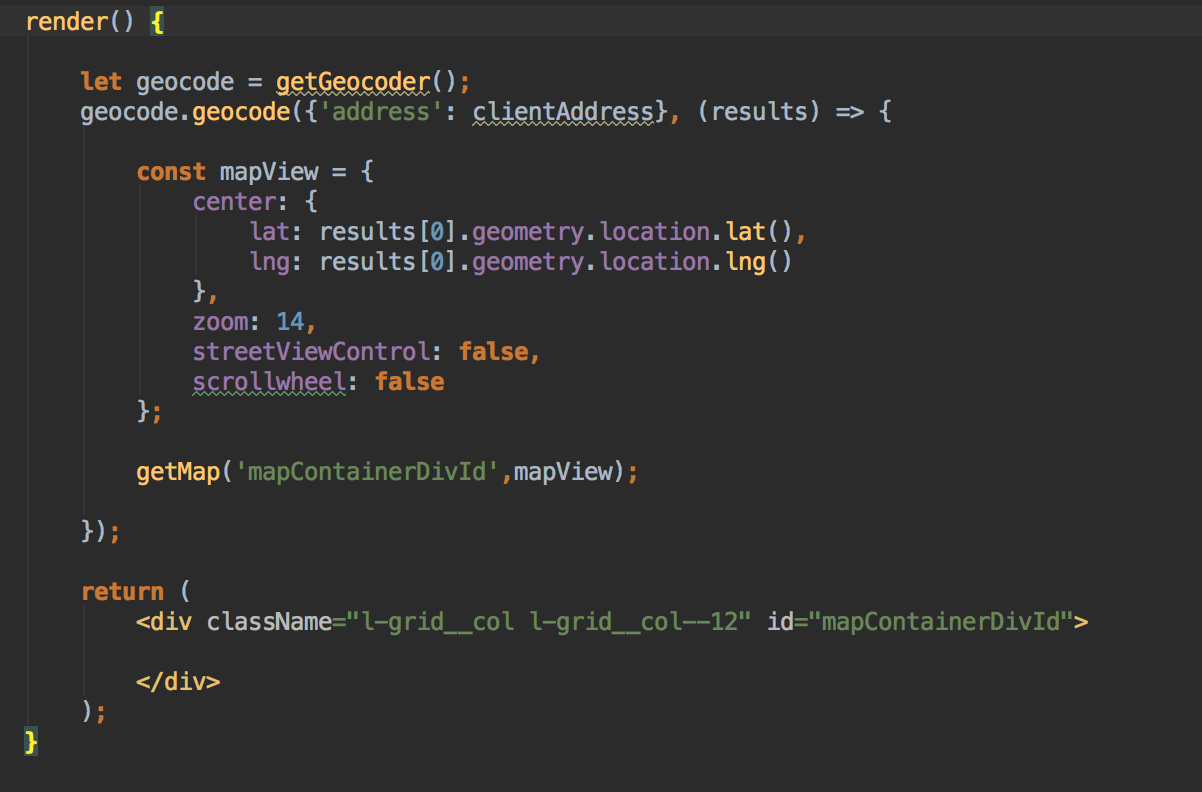 render() {
let geocode = getGeocoder();
geocode.geocode({'address': clientAddress}, (results) => {
const mapView = {
center: {
lat: results[0].geometry.location.lat(),
lng: results[0].geometry.location.lng()
},
zoom: 14,
streetViewControl: false,
scrollwheel: false
};
getMap('mapContainerDivId',mapView);
});
return (
<div className="l-grid__col l-grid__col--12" id="mapContainerDivId">
</div>
);
}